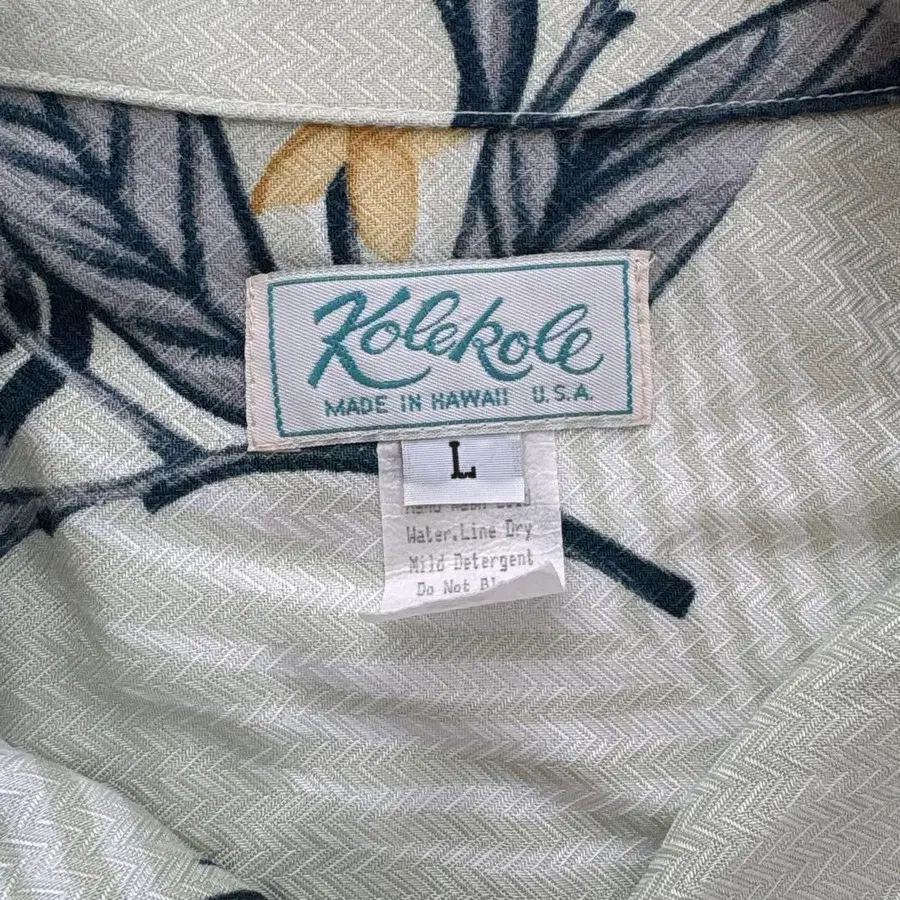 Kolekole
MADE IN HAWAII U.S.A.
L
Water.Line Dry
Mild Detergent
Do Not